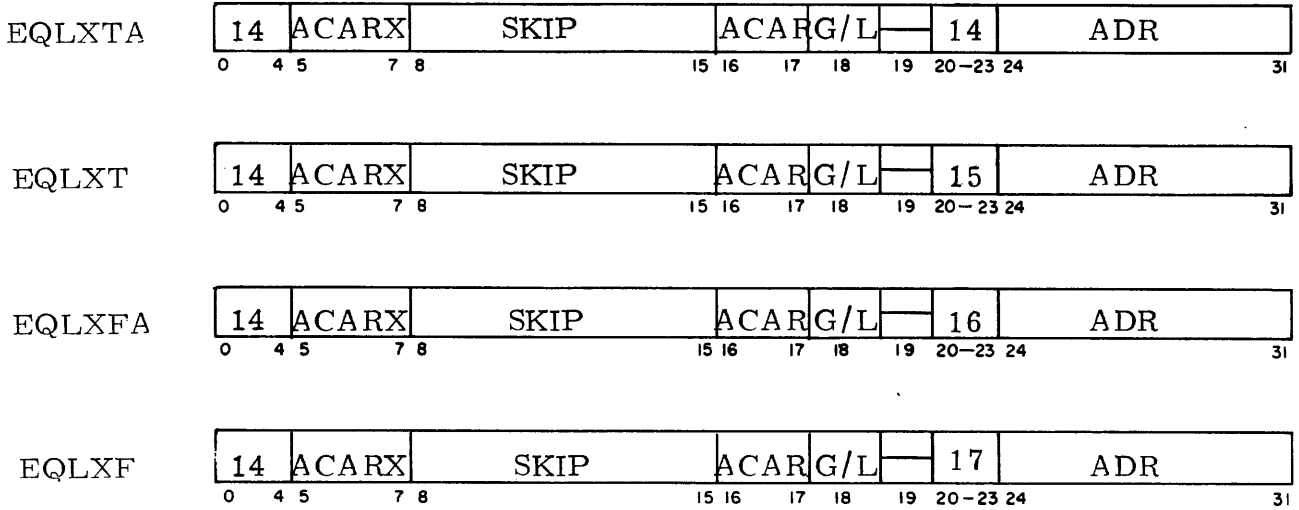 EQLXTA 14 ACARX SKIP ACAR G/L — 14 ADR
0 4 5 7 8 15 16 17 18 19 20-23 24 31
EQLXT 14 ACARX SKIP ACAR G/L — 15 ADR
0 4 5 7 8 15 16 17 18 19 20-23 24 31
EQLXFA 14 ACARX SKIP ACAR G/L — 16 ADR
0 4 5 7 8 15 16 17 18 19 20-23 24 31
EQLXF 14 ACARX SKIP ACAR G/L — 17 ADR
0 4 5 7 8 15 16 17 18 19 20-23 24 31